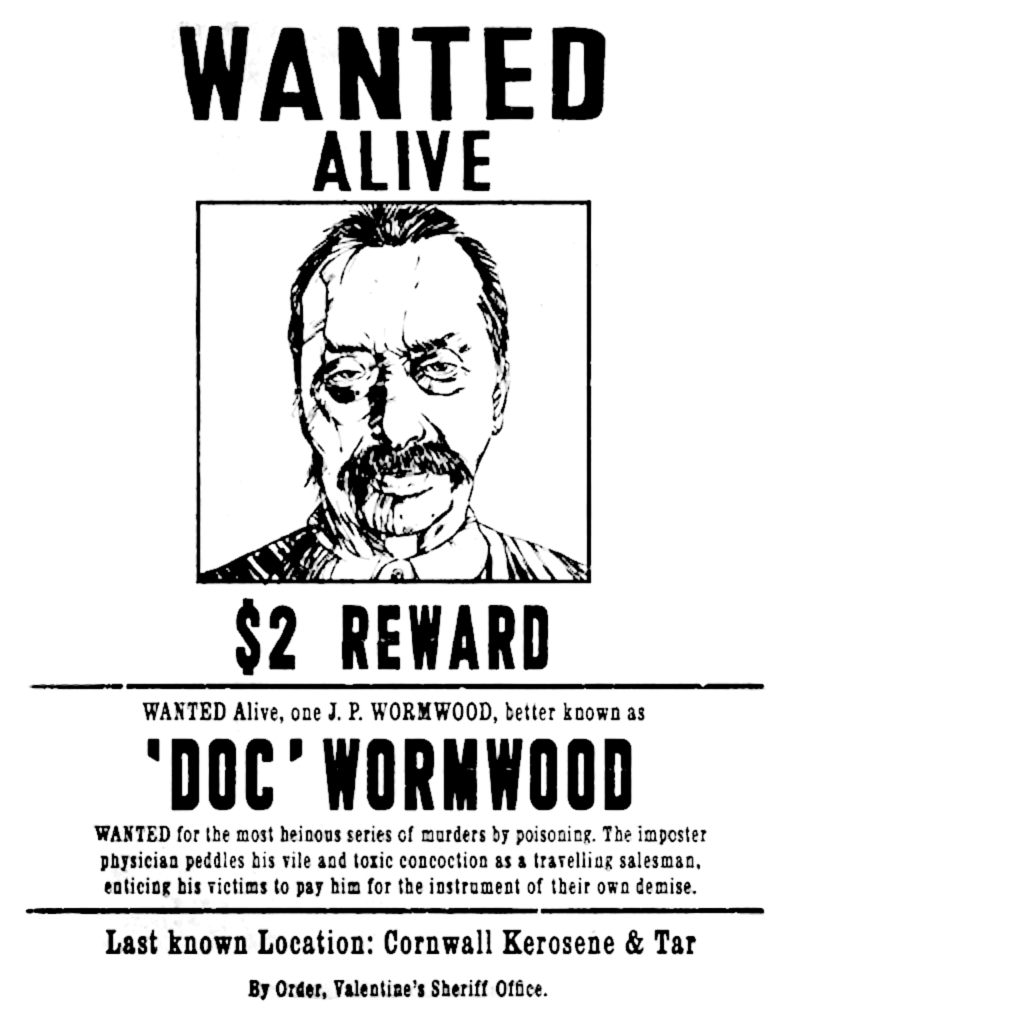 WANTED
ALIVE
$2 REWARD
WANTED Alive, one J. P. WORMWOOD, better known as
'DOC' WORMWOOD
WANTED for the most heinous series of murders by poisoning. The imposter
physician peddles his vile and toxic concoction as a travelling salesman,
enticing his victims to pay him for the instrument of their own demise.
Last known Location: Cornwall Kerosene & Tar
By Order, Valentine's Sheriff Office.